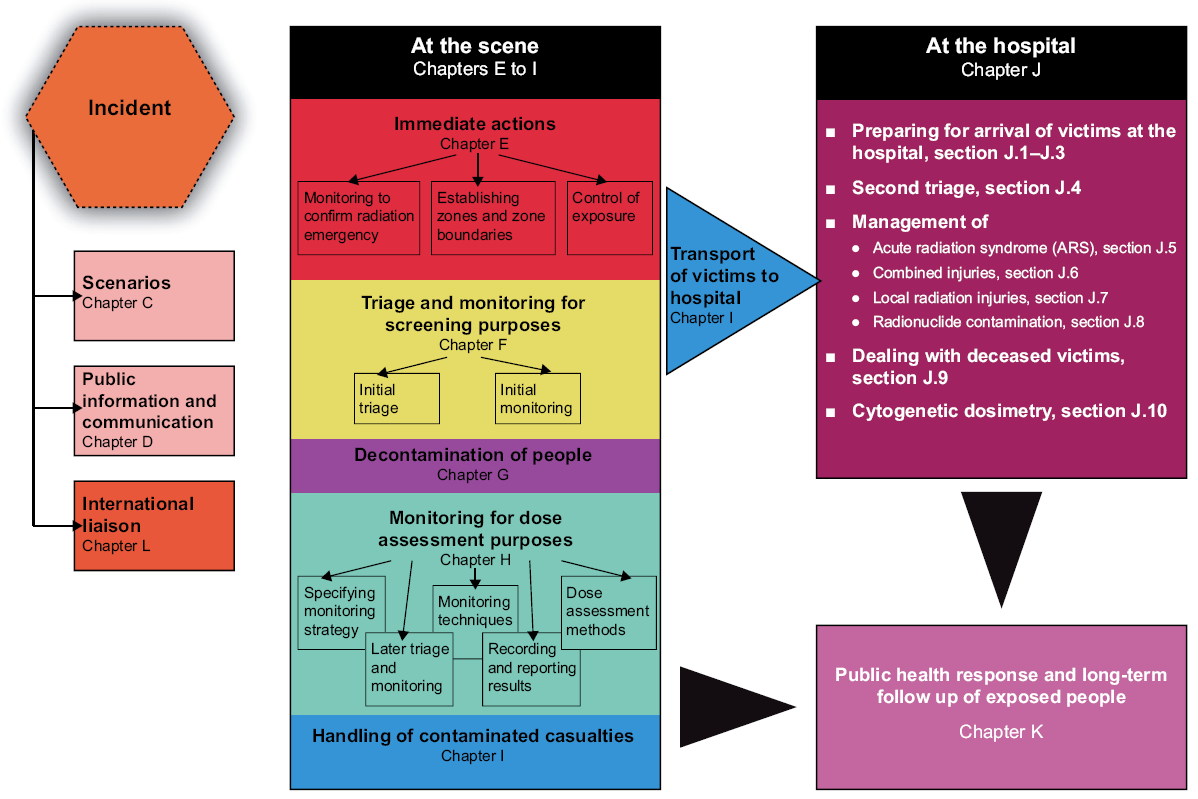 Incident
Scenarios
Chapter C
Public
information and
communication
Chapter D
International
liaison
Chapter L
At the scene
Chapters E to I
Immediate actions
Chapter E
Monitoring to
confirm radiation
emergency
Establishing
zones and zone
boundaries
Control of
exposure
Triage and monitoring for
screening purposes
Chapter F
Initial
triage
Initial
monitoring
Decontamination of people
Chapter G
Monitoring for dose
assessment purposes
Chapter H
Specifying
monitoring
strategy
Later triage
and
monitoring
Monitoring
techniques
Recording
and reporting
results
Dose
assessment
methods
Handling of contaminated casualties
Chapter I
Transport
of victims to
hospital
Chapter I
At the hospital
Chapter J
■ Preparing for arrival of victims at the
hospital, section J.1–J.3
■ Second triage, section J.4
■ Management of
● Acute radiation syndrome (ARS), section J.5
● Combined injuries, section J.6
● Local radiation injuries, section J.7
● Radionuclide contamination, section J.8
■ Dealing with deceased victims,
section J.9
■ Cytogenetic dosimetry, section J.10
Public health response and long-term
follow up of exposed people
Chapter K